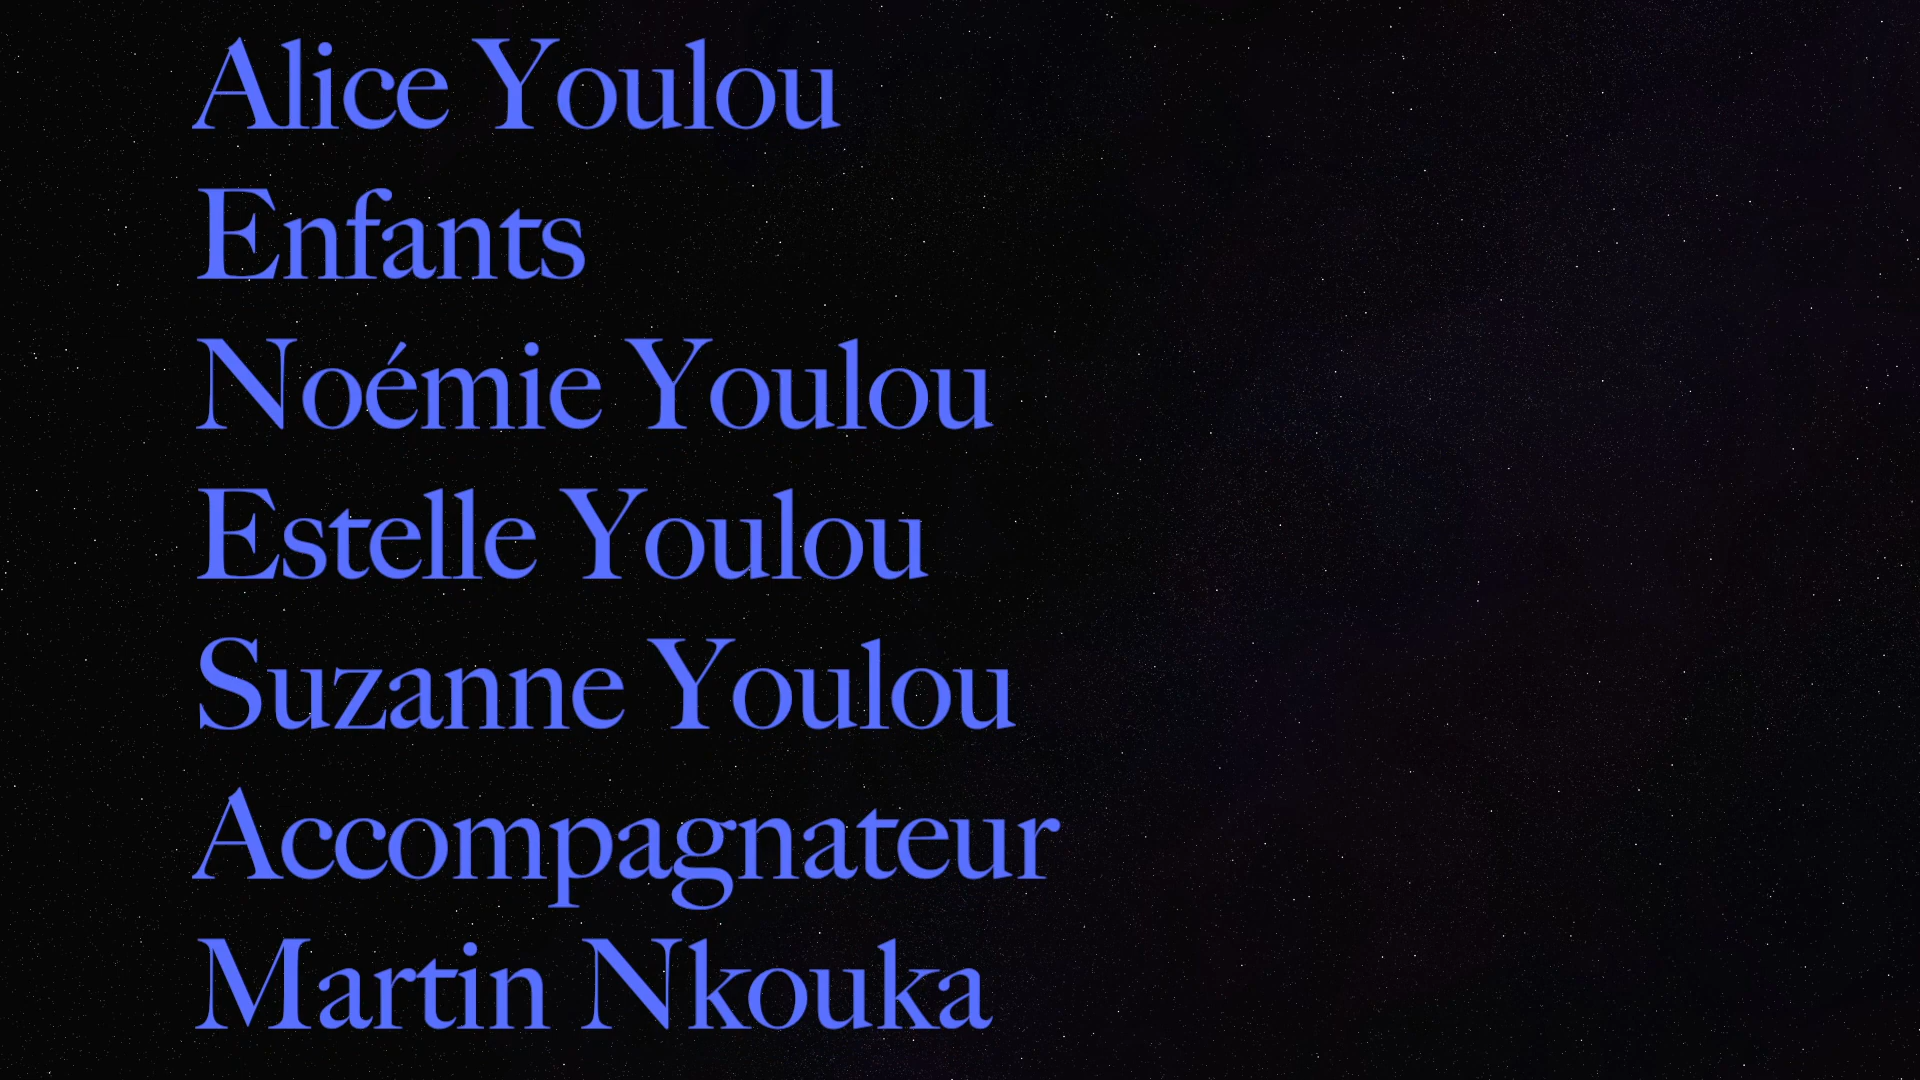 Alice Youlou
Enfants
Noémie Youlou
Estelle Youlou
Suzanne Youlou
Accompagnateur
Martin Nkouka